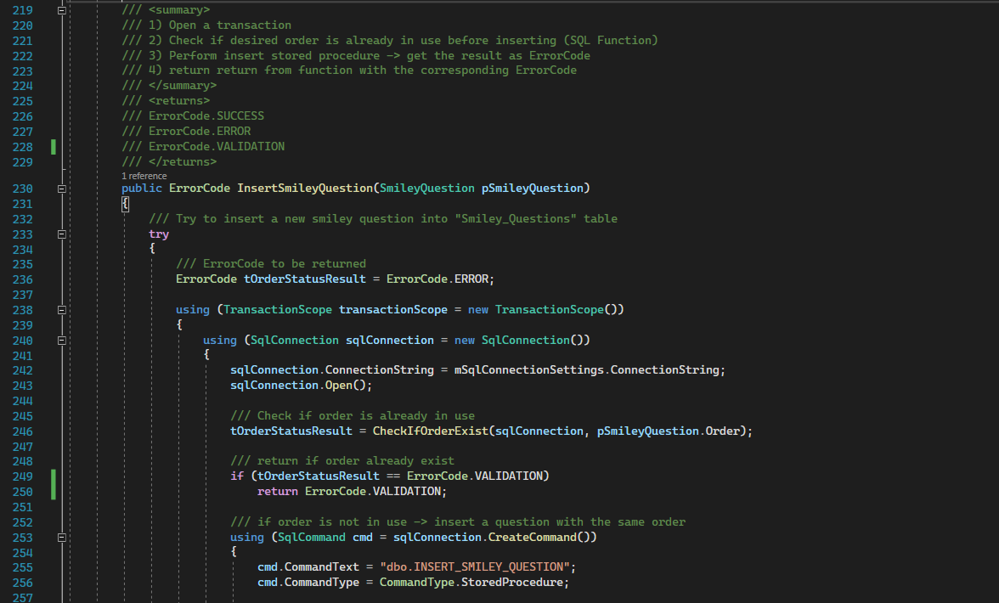 219 /// <summary>
220 /// 1) Open a transaction
221 /// 2) Check if desired order is already in use before inserting (SQL Function)
222 /// 3) Perform insert stored procedure -> get the result as ErrorCode
223 /// 4) return return from function with the corresponding ErrorCode
224 /// </summary>
225 /// <returns>
226 /// ErrorCode.SUCCESS
227 /// ErrorCode.ERROR
228 /// ErrorCode.VALIDATION
229 /// </returns>
1 reference
230 public ErrorCode InsertSmileyQuestion(SmileyQuestion pSmileyQuestion)
231 {
232 /// Try to insert a new smiley question into "Smiley_Questions" table
233 try
234 {
235 /// ErrorCode to be returned
236 ErrorCode tOrderStatusResult = ErrorCode.ERROR;
237
238 using (TransactionScope transactionScope = new TransactionScope())
239 {
240 using (SqlConnection sqlConnection = new SqlConnection())
241 {
242 sqlConnection.ConnectionString = mSqlConnectionSettings.ConnectionString;
243 sqlConnection.Open();
244
245 /// Check if order is already in use
246 tOrderStatusResult = CheckIfOrderExist(sqlConnection, pSmileyQuestion.Order);
247
248 /// return if order already exist
249 if (tOrderStatusResult == ErrorCode.VALIDATION)
250 return ErrorCode.VALIDATION;
251
252 /// if order is not in use -> insert a question with the same order
253 using (SqlCommand cmd = sqlConnection.CreateCommand())
254 {
255 cmd.CommandText = "dbo.INSERT_SMILEY_QUESTION";
256 cmd.CommandType = CommandType.StoredProcedure;
257